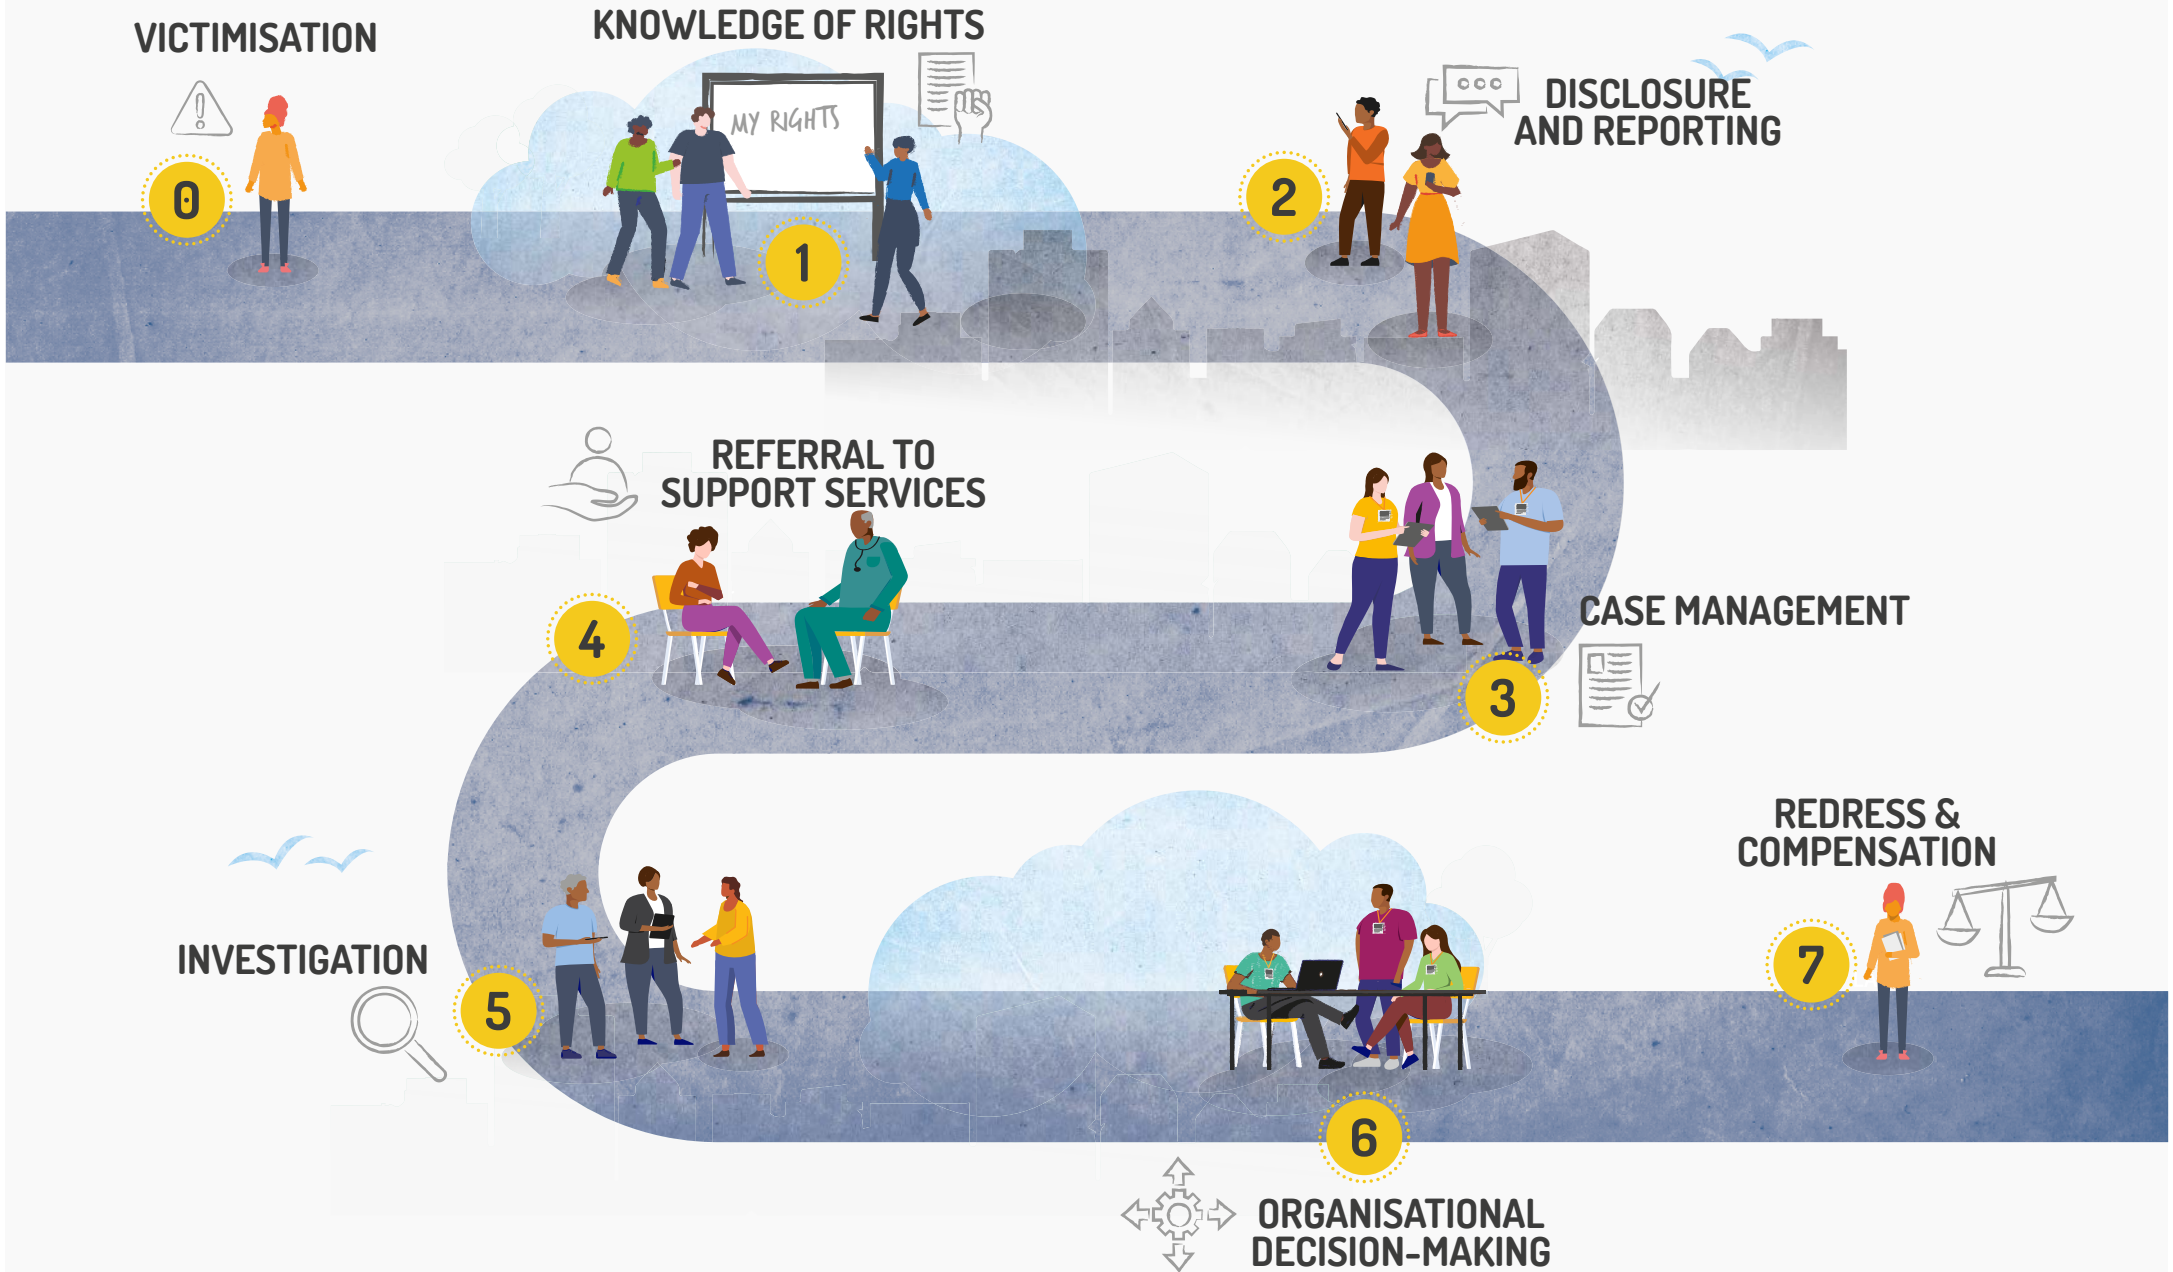 VICTIMISATION
0
KNOWLEDGE OF RIGHTS
MY RIGHTS
1
2
DISCLOSURE
AND REPORTING
CASE MANAGEMENT
3
REFERRAL TO
SUPPORT SERVICES
4
INVESTIGATION
5
6
ORGANISATIONAL
DECISION-MAKING
REDRESS &
COMPENSATION
7